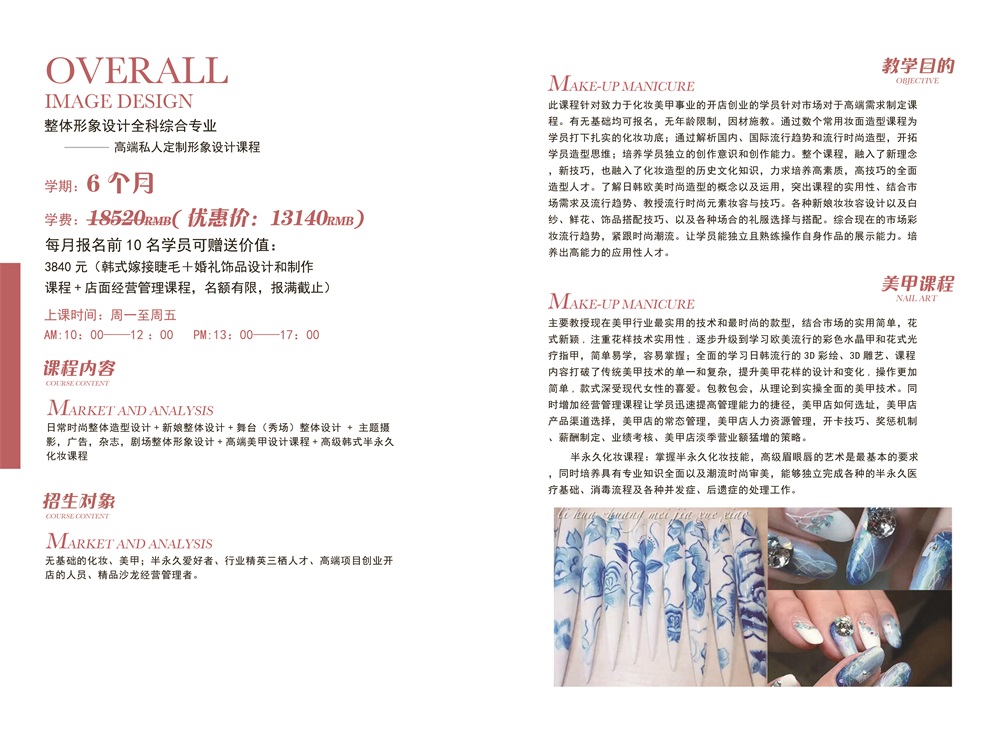 OVERALL
IMAGE DESIGN
整体形象设计全科综合专业
———— 高端私人定制形象设计课程
学期：6 个月
学费：18520RMB( 优惠价：13140RMB )
每月报名前 10 名学员可赠送价值：
3840 元（韩式嫁接睫毛＋婚礼饰品设计和制作
课程 + 店面经营管理课程，名额有限，报满截止）
上课时间：周一至周五
AM:10：00——12 ：00 PM:13：00——17：00
课程内容
COURSE CONTENT
MARKET AND ANALYSIS
日常时尚整体造型设计 + 新娘整体设计 + 舞台（秀场）整体设计 + 主题摄
影，广告，杂志，剧场整体形象设计 + 高端美甲设计课程 + 高级韩式半永久
化妆课程
招生对象
COURSE CONTENT
MARKET AND ANALYSIS
无基础的化妆、美甲；半永久爱好者、行业精英三栖人才、高端项目创业开
店的人员、精品沙龙经营管理者。
教学目的
OBJECTIVE
MAKE-UP MANICURE
此课程针对致力于化妆美甲事业的开店创业的学员针对市场对于高端需求制定课
程。有无基础均可报名，无年龄限制，因材施教。通过数个常用妆面造型课程为
学员打下扎实的化妆功底；通过解析国内、国际流行趋势和流行时尚造型，开拓
学员造型思维；培养学员独立的创作意识和创作能力。整个课程，融入了新理念
，新技巧，也融入了化妆造型的历史文化知识，力求培养高素质，高技巧的全面
造型人才。了解日韩欧美时尚造型的概念以及运用，突出课程的实用性、结合市
场需求及流行趋势、教授流行时尚元素妆容与技巧。各种新娘妆妆容设计以及白
纱、鲜花、饰品搭配技巧、以及各种场合的礼服选择与搭配。综合现在的市场彩
妆流行趋势，紧跟时尚潮流。让学员能独立且熟练操作自身作品的展示能力。培
养出高能力的应用性人才。
美甲课程
NAIL ART
MAKE-UP MANICURE
主要教授现在美甲行业最实用的技术和最时尚的款型，结合市场的实用简单，花
式新颖．注重花样技术实用性．逐步升级到学习欧美流行的彩色水晶甲和花式光
疗指甲，简单易学，容易掌握；全面的学习日韩流行的 3D 彩绘、3D 雕艺、课程
内容打破了传统美甲技术的单一和复杂，提升美甲花样的设计和变化．操作更加
简单．款式深受现代女性的喜爱。包教包会，从理论到实操全面的美甲技术。同
时增加经营管理课程让学员迅速提高管理能力的捷径，美甲店如何选址，美甲店
产品渠道选择，美甲店的常态管理，美甲店人力资源管理，开卡技巧、奖惩机制
、薪酬制定、业绩考核、美甲店淡季营业额猛增的策略。
半永久化妆课程：掌握半永久化妆技能，高级眉眼唇的艺术是最基本的要求
，同时培养具有专业知识全面以及潮流时尚审美，能够独立完成各种的半永久医
疗基础、消毒流程及各种并发症、后遗症的处理工作。
li hua zhuang mei jia xue xiao